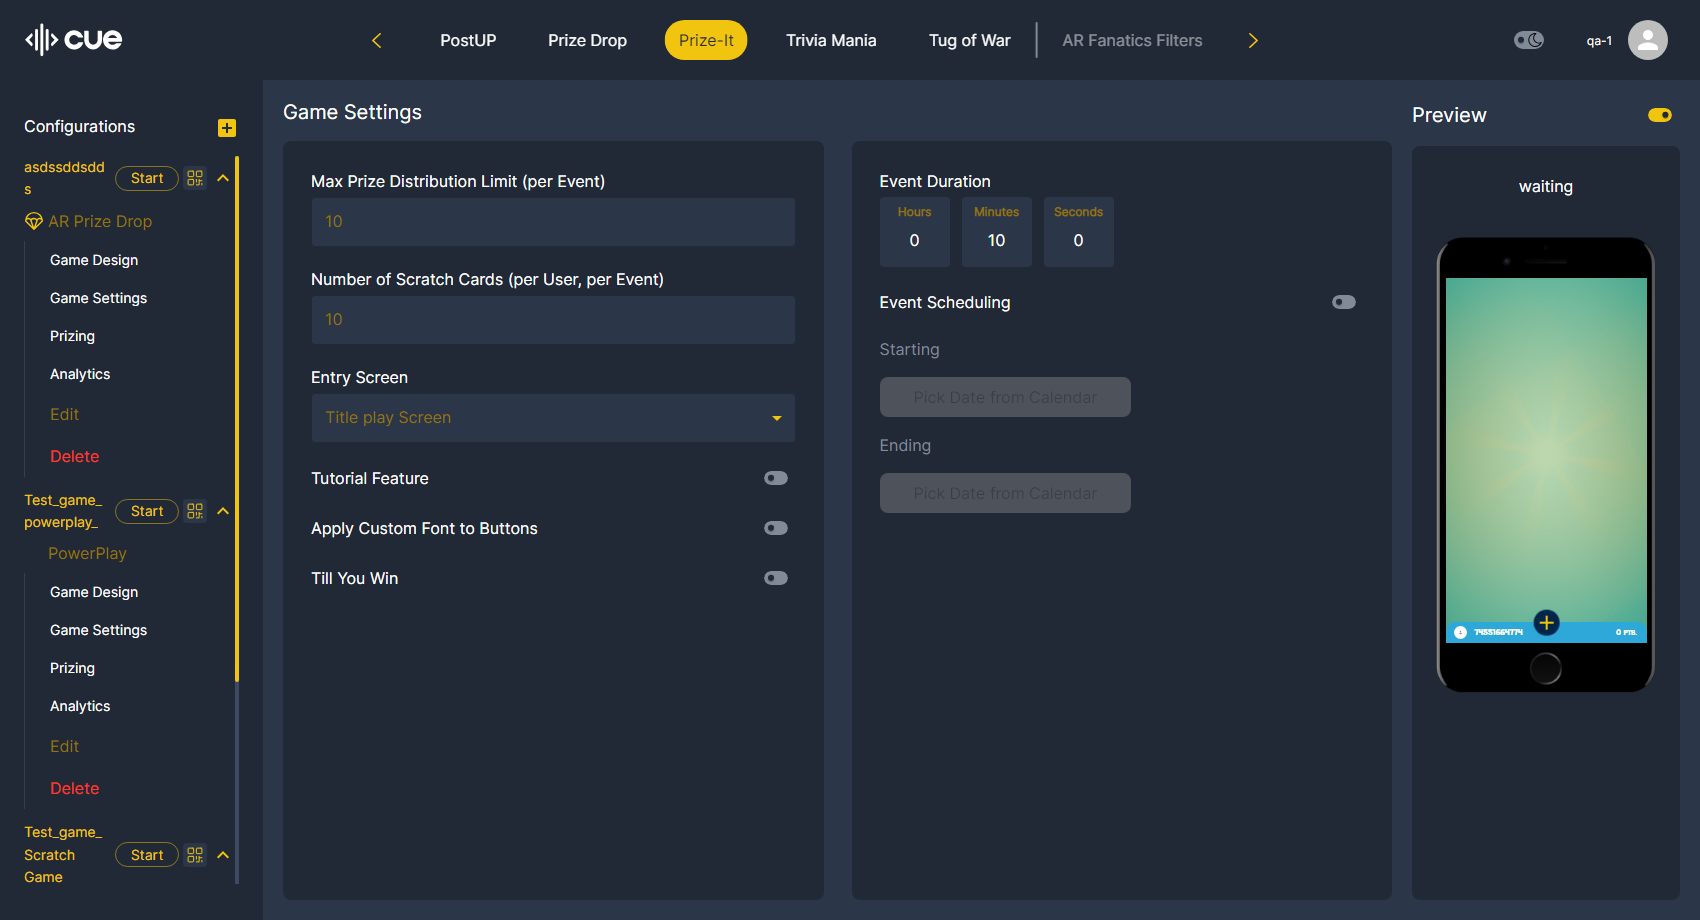 cue
PostUP
Prize Drop
Prize-It
Trivia Mania
Tug of War
AR Fanatics Filters
qa-1
Configurations
asdssddsdd
s
Start
AR Prize Drop
Game Design
Game Settings
Prizing
Analytics
Edit
Delete
Test_game_
powerplay_
Start
PowerPlay
Game Design
Game Settings
Prizing
Analytics
Edit
Delete
Test_game_
Scratch
Game
Start
Game Settings
Max Prize Distribution Limit (per Event)
10
Number of Scratch Cards (per User, per Event)
10
Entry Screen
Title play Screen
Tutorial Feature
Apply Custom Font to Buttons
Till You Win
Event Duration
Hours
0
Minutes
10
Seconds
0
Event Scheduling
Starting
Pick Date from Calendar
Ending
Pick Date from Calendar
Preview
waiting
74551664774
0 PTS.